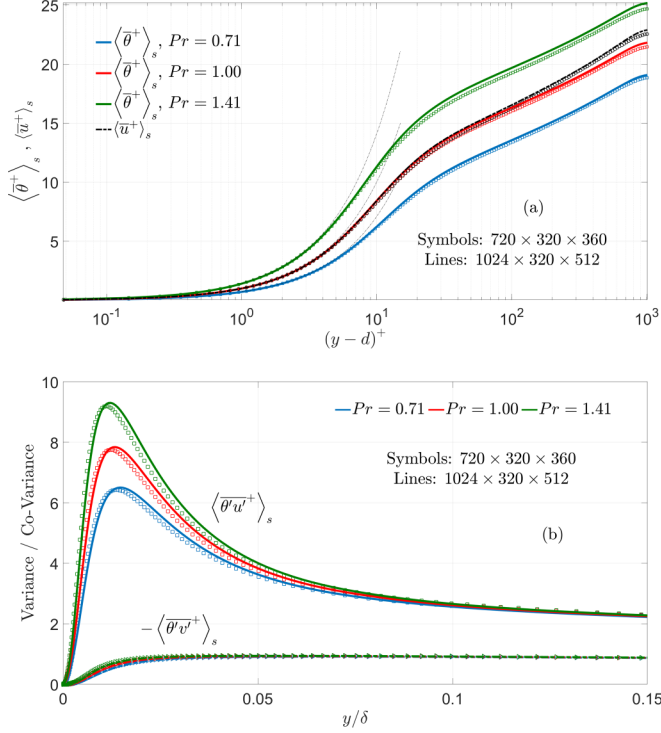 25
20
15
10
5
⟨θ̅⁺⟩ₛ , ⟨u̅⁺⟩ₛ
⟨θ̅⁺⟩ₛ, Pr = 0.71
⟨θ̅⁺⟩ₛ, Pr = 1.00
⟨θ̅⁺⟩ₛ, Pr = 1.41
⟨u̅⁺⟩ₛ
(a)
Symbols: 720 × 320 × 360
Lines: 1024 × 320 × 512
10⁻¹ 10⁰ 10¹ 10² 10³
(y − d)⁺
10
8
6
4
2
0
Variance / Co-Variance
Pr = 0.71 Pr = 1.00 Pr = 1.41
Symbols: 720 × 320 × 360
Lines: 1024 × 320 × 512
⟨θ′u′⁺⟩ₛ
(b)
−⟨θ′v′⁺⟩ₛ
0 0.05 0.1 0.15
y/δ